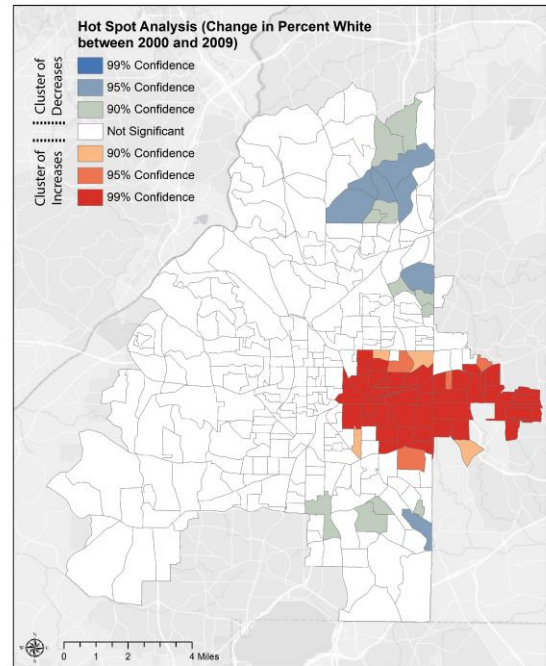 Hot Spot Analysis (Change in Percent White
between 2000 and 2009)
Cluster of
Decreases
99% Confidence
95% Confidence
90% Confidence
Not Significant
Cluster of
Increases
90% Confidence
95% Confidence
99% Confidence
0 2 4 Miles